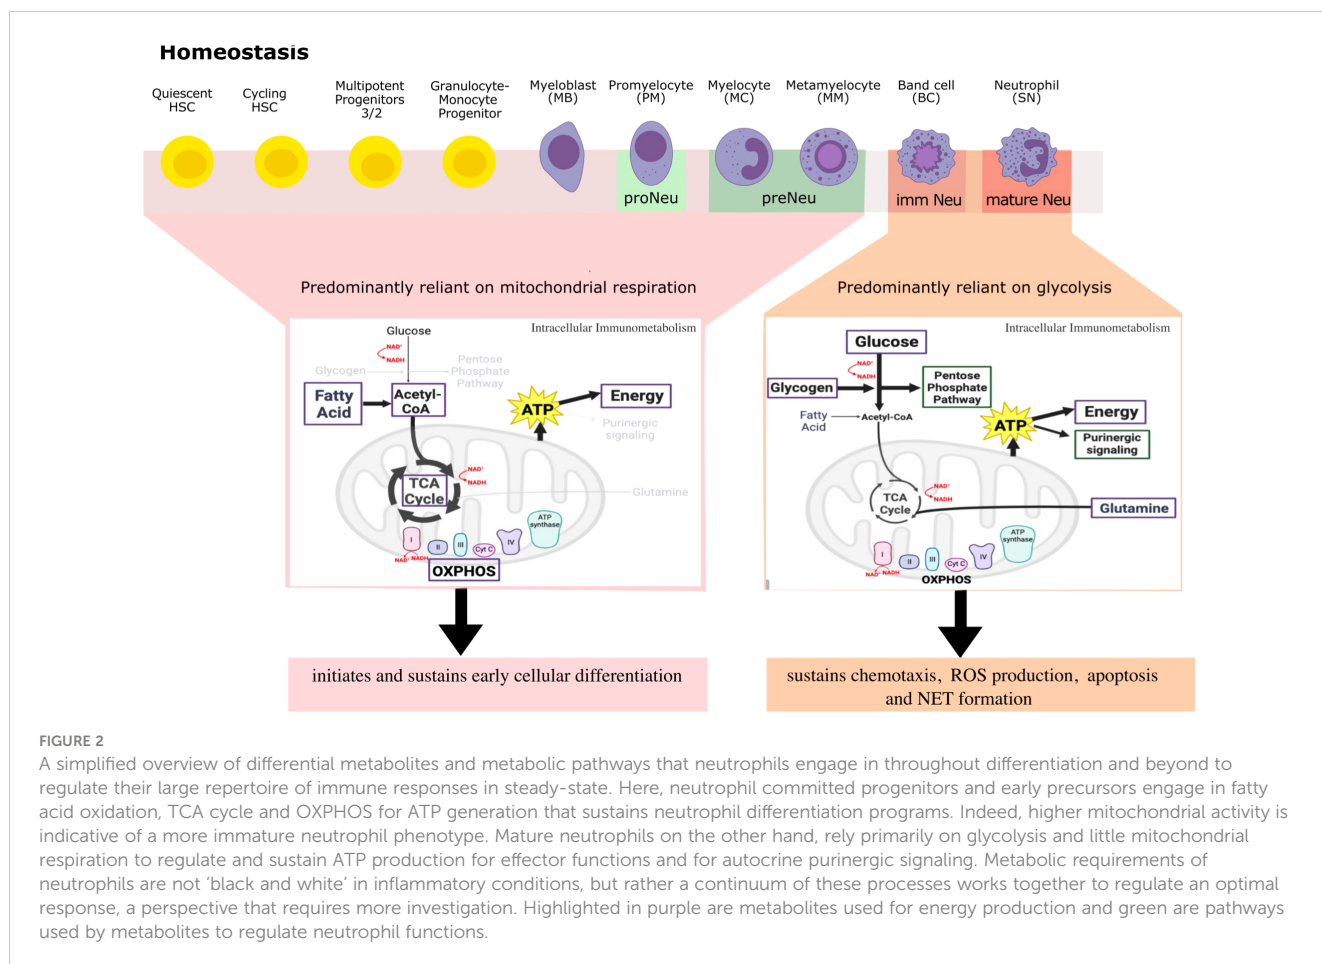 Homeostasis
Quiescent
HSC
Cycling
HSC
Multipotent
Progenitors
3/2
Granulocyte-
Monocyte
Progenitor
Myeloblast
(MB)
Promyelocyte
(PM)
Myelocyte
(MC)
Metamyelocyte
(MM)
Band cell
(BC)
Neutrophil
(SN)
proNeu
preNeu
imm Neu
mature Neu
Predominantly reliant on mitochondrial respiration
Intracellular Immunometabolism
Glucose
NAD⁺
NADH
Glycogen
Pentose
Phosphate
Pathway
Fatty
Acid
Acetyl-
CoA
ATP
Energy
Purinergic
signaling
TCA
Cycle
NAD⁺
NADH
Glutamine
I
II
III
Cyt C
IV
ATP
synthase
NAD⁺ NADH
OXPHOS
initiates and sustains early cellular differentiation
Predominantly reliant on glycolysis
Intracellular Immunometabolism
Glucose
NAD⁺
NADH
Glycogen
Pentose
Phosphate
Pathway
Fatty
Acid
Acetyl-CoA
ATP
Energy
Purinergic
signaling
TCA
Cycle
NAD⁺
NADH
Glutamine
I
II
III
Cyt C
IV
ATP
synthase
NAD⁺ NADH
OXPHOS
sustains chemotaxis, ROS production, apoptosis
and NET formation
FIGURE 2
A simplified overview of differential metabolites and metabolic pathways that neutrophils engage in throughout differentiation and beyond to
regulate their large repertoire of immune responses in steady-state. Here, neutrophil committed progenitors and early precursors engage in fatty
acid oxidation, TCA cycle and OXPHOS for ATP generation that sustains neutrophil differentiation programs. Indeed, higher mitochondrial activity is
indicative of a more immature neutrophil phenotype. Mature neutrophils on the other hand, rely primarily on glycolysis and little mitochondrial
respiration to regulate and sustain ATP production for effector functions and for autocrine purinergic signaling. Metabolic requirements of
neutrophils are not ‘black and white’ in inflammatory conditions, but rather a continuum of these processes works together to regulate an optimal
response, a perspective that requires more investigation. Highlighted in purple are metabolites used for energy production and green are pathways
used by metabolites to regulate neutrophil functions.